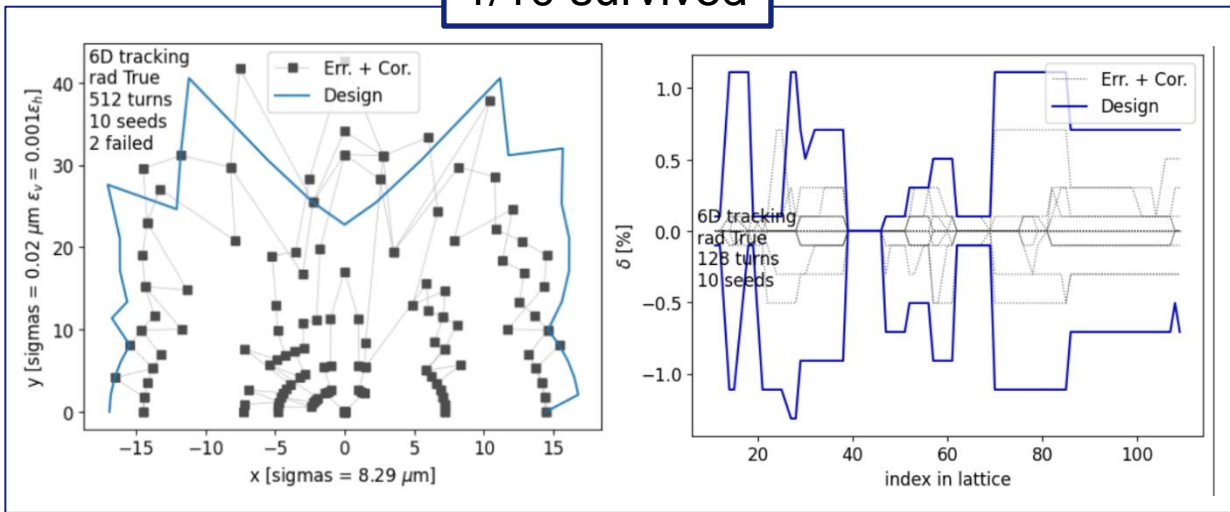 6D tracking
rad True
512 turns
10 seeds
2 failed
Err. + Cor.
Design
40
30
20
10
0
y [sigmas = 0.02 μm εv = 0.001εh]
−15
−10
−5
0
5
10
15
x [sigmas = 8.29 μm]
Err. + Cor.
Design
6D tracking
rad True
128 turns
10 seeds
1.0
0.5
0.0
−0.5
−1.0
δ [%]
20
40
60
80
100
index in lattice